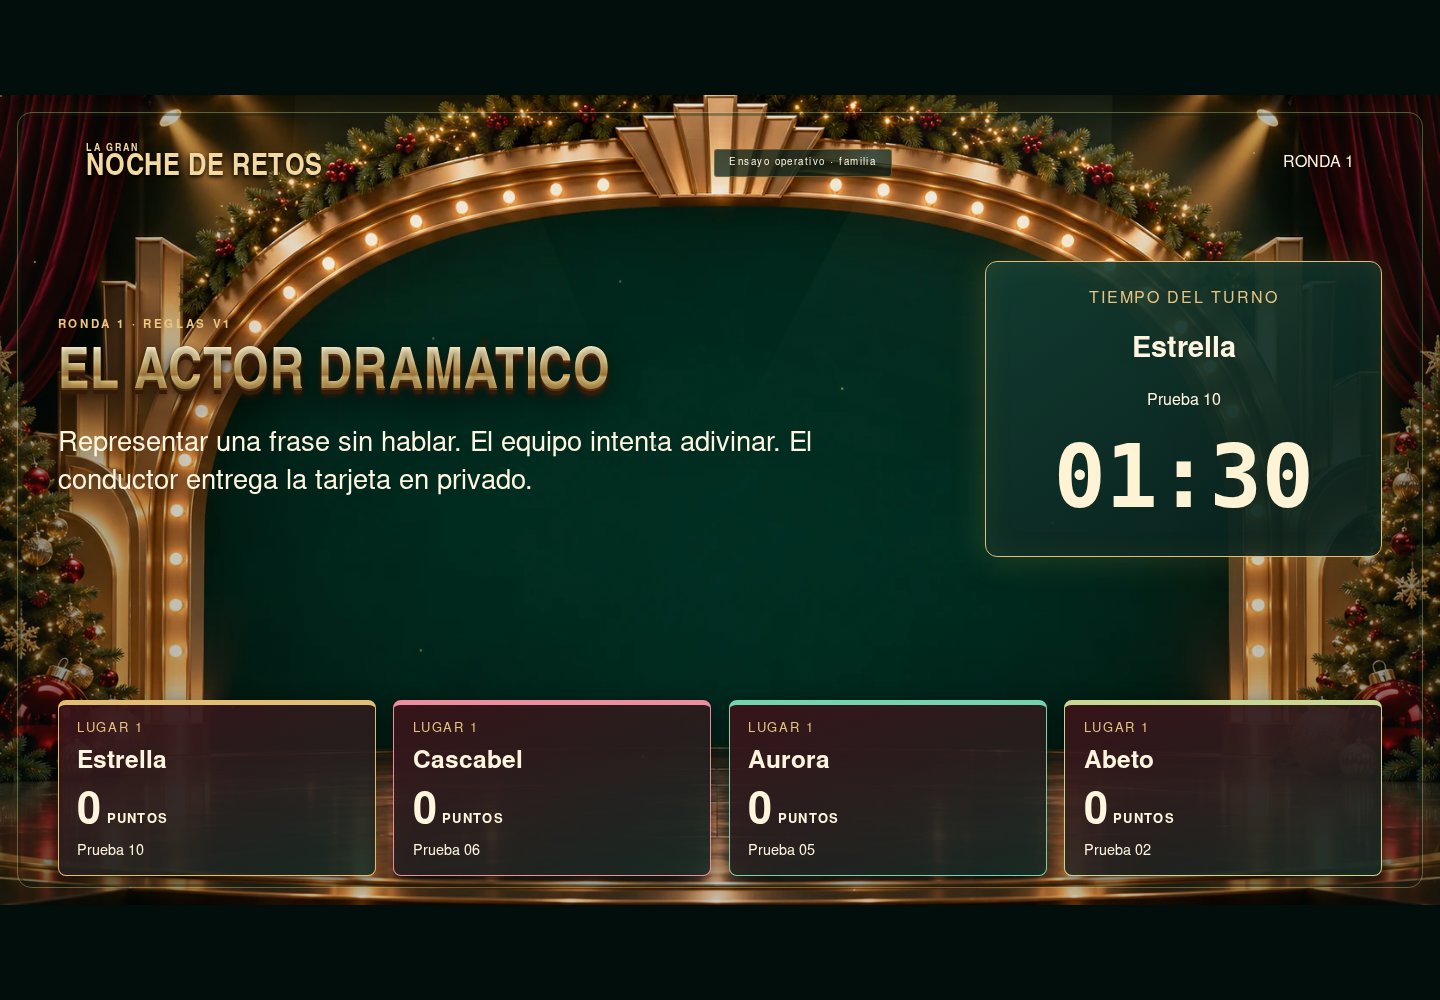 LA GRAN
NOCHE DE RETOS
Ensayo operativo · familia
RONDA 1
RONDA 1 · REGLAS V1
EL ACTOR DRAMATICO
Representar una frase sin hablar. El equipo intenta adivinar. El
conductor entrega la tarjeta en privado.
TIEMPO DEL TURNO
Estrella
Prueba 10
01:30
LUGAR 1
Estrella
0 PUNTOS
Prueba 10
LUGAR 1
Cascabel
0 PUNTOS
Prueba 06
LUGAR 1
Aurora
0 PUNTOS
Prueba 05
LUGAR 1
Abeto
0 PUNTOS
Prueba 02